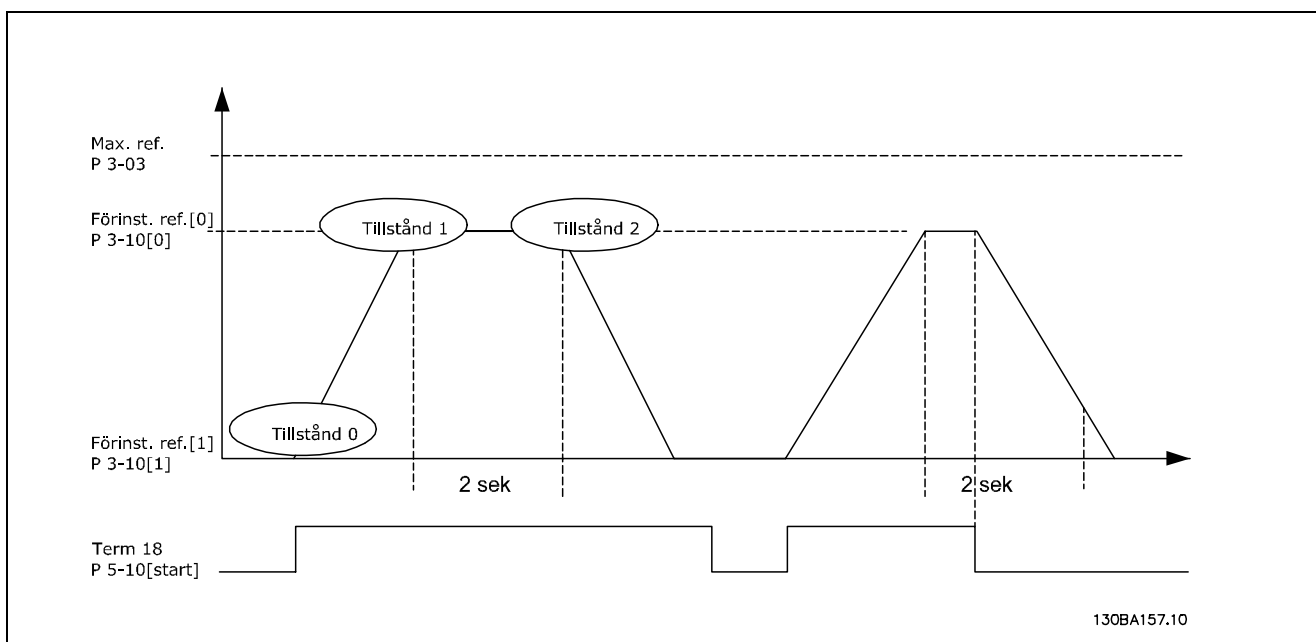 Max. ref.
P 3-03
Förinst. ref.[0]
P 3-10[0]
Tillstånd 1
Tillstånd 2
Tillstånd 0
Förinst. ref.[1]
P 3-10[1]
2 sek
2 sek
Term 18
P 5-10[start]
130BA157.10